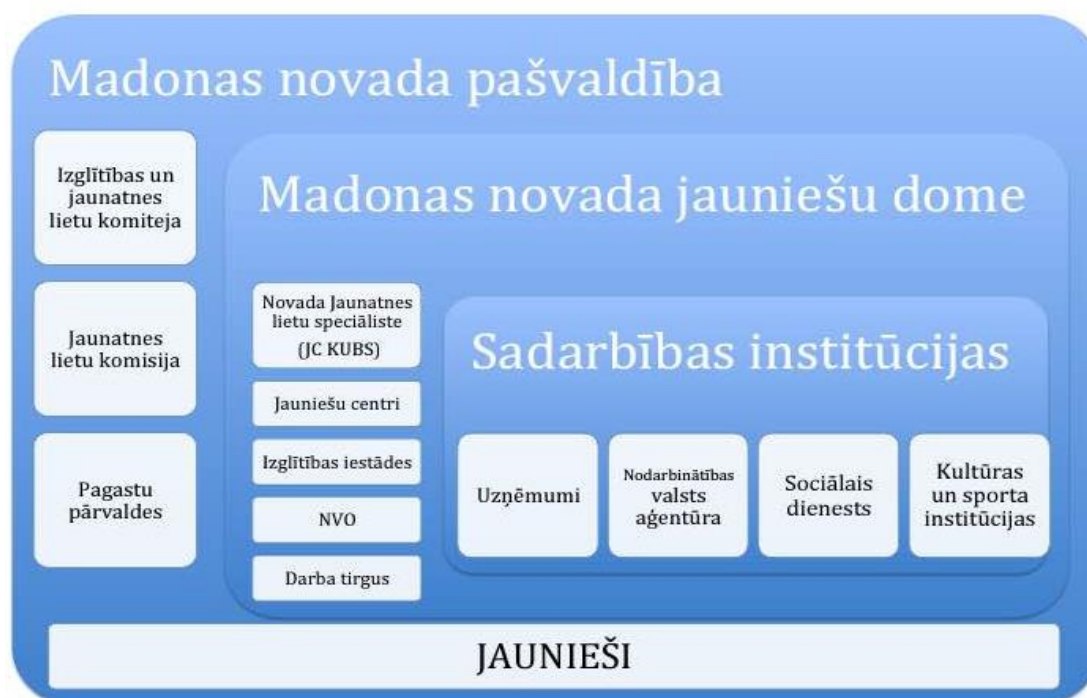 Madonas novada pašvaldība
Izglītības un
jaunatnes
lietu komiteja
Jaunatnes
lietu komisija
Pagastu
pārvaldes
Madonas novada jauniešu dome
Novada Jaunatnes
lietu speciāliste
(JC KUBS)
Jauniešu centri
Izglītības iestādes
NVO
Darba tirgus
Sadarbības institūcijas
Uzņēmumi
Nodarbinātības
valsts
aģentūra
Sociālais
dienests
Kultūras
un sporta
institūcijas
JAUNIEŠI